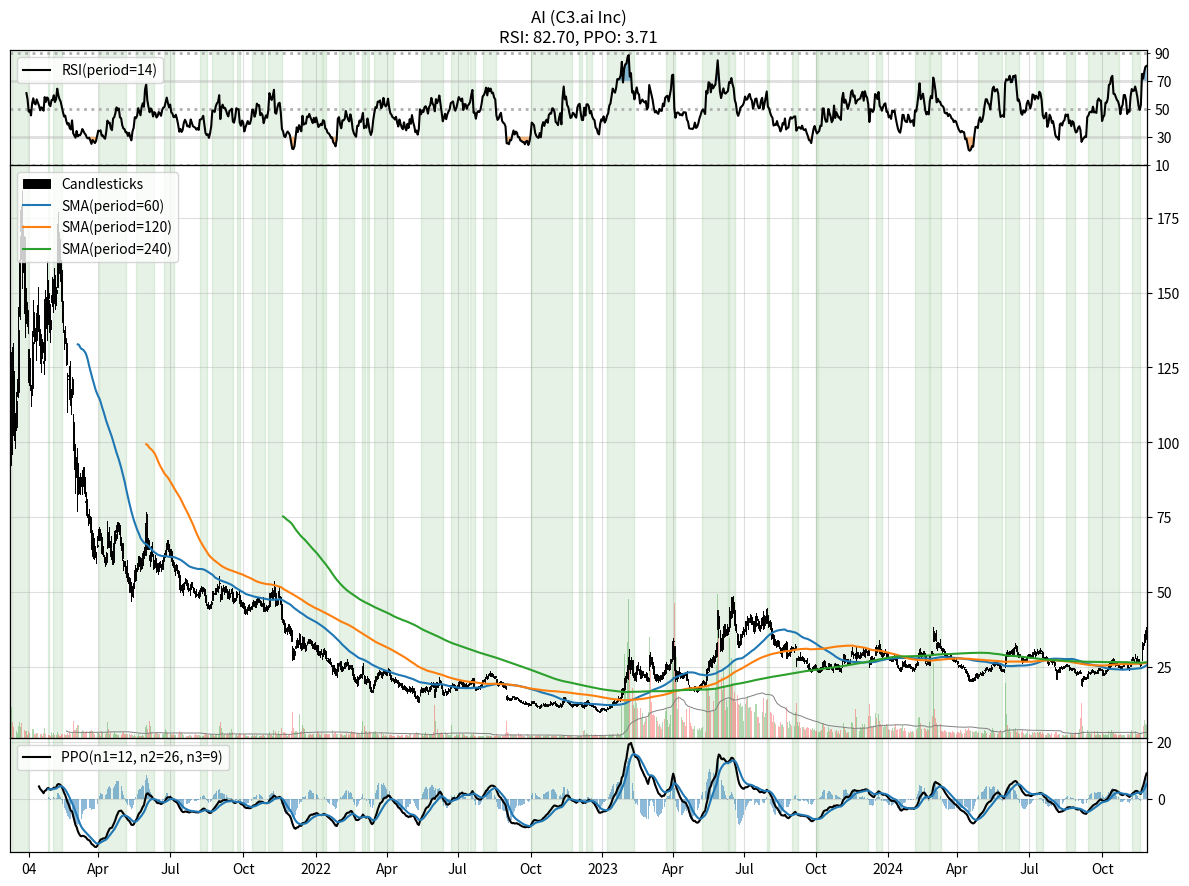 AI (C3.ai Inc)
RSI: 82.70, PPO: 3.71
RSI(period=14)
90
70
50
30
10
Candlesticks
SMA(period=60)
SMA(period=120)
SMA(period=240)
175
150
125
100
75
50
25
PPO(n1=12, n2=26, n3=9)
20
0
04 Apr Jul Oct 2022 Apr Jul Oct 2023 Apr Jul Oct 2024 Apr Jul Oct